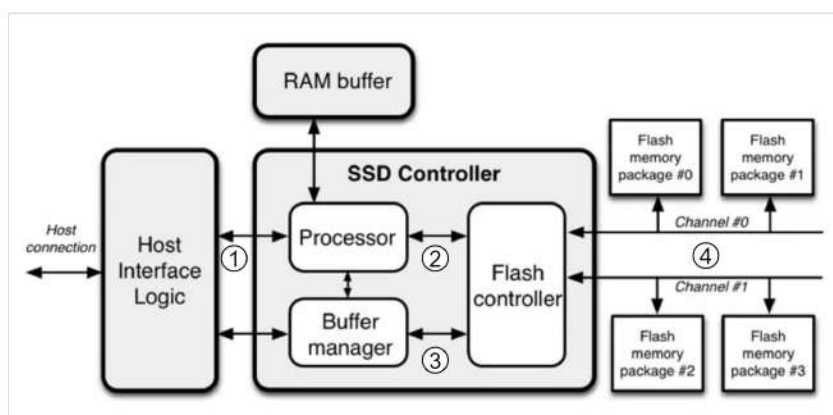 RAM buffer
SSD Controller
Host
connection
Host
Interface
Logic
①
Processor
②
Buffer
manager
③
Flash
controller
Flash
memory
package #0
Flash
memory
package #1
Channel #0
④
Channel #1
Flash
memory
package #2
Flash
memory
package #3